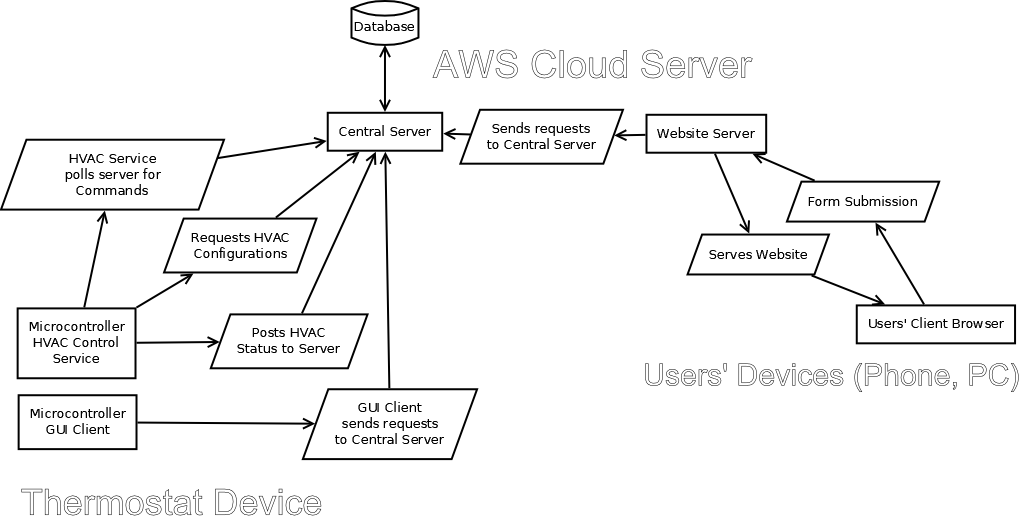 Database
AWS Cloud Server
Central Server
Sends requests
to Central Server
Website Server
HVAC Service
polls server for
Commands
Form Submission
Requests HVAC
Configurations
Serves Website
Microcontroller
HVAC Control
Service
Posts HVAC
Status to Server
Users' Client Browser
Users' Devices (Phone, PC)
Microcontroller
GUI Client
GUI Client
sends requests
to Central Server
Thermostat Device